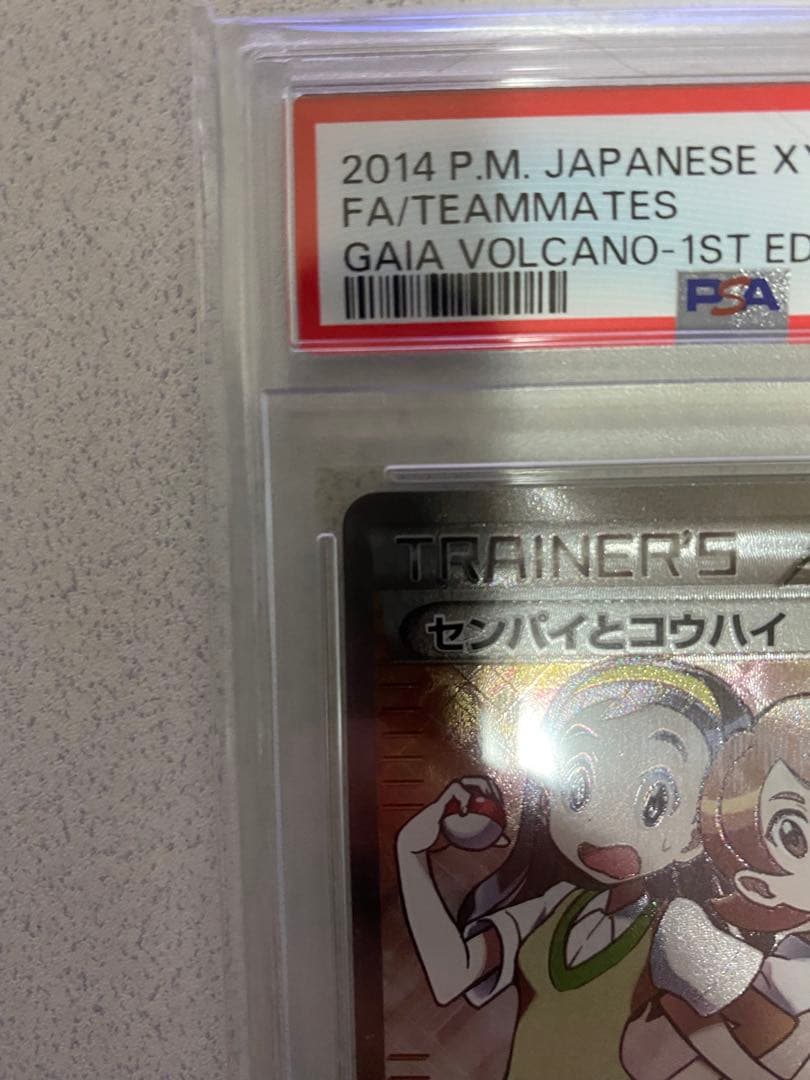 2014 P.M. JAPANESE XY
FA/TEAMMATES
GAIA VOLCANO-1ST ED
PSA
TRAINER'S
センパイとコウハイ